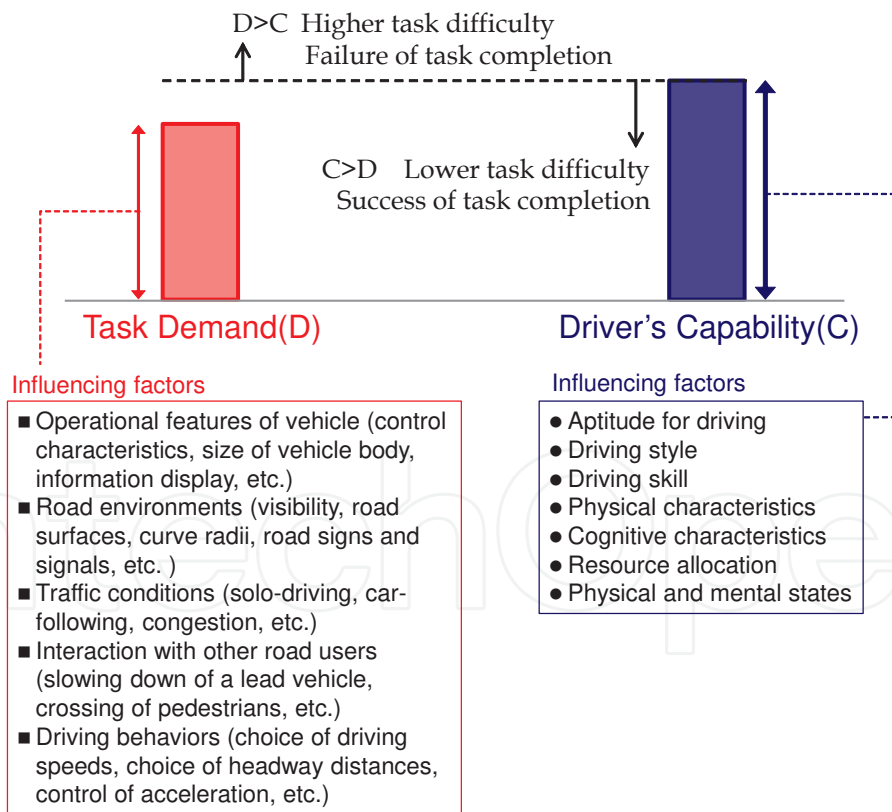 D>C Higher task difficulty
Failure of task completion
C>D Lower task difficulty
Success of task completion
Task Demand(D)
Driver's Capability(C)
Influencing factors
■ Operational features of vehicle (control
characteristics, size of vehicle body,
information display, etc.)
■ Road environments (visibility, road
surfaces, curve radii, road signs and
signals, etc. )
■ Traffic conditions (solo-driving, car-
following, congestion, etc.)
■ Interaction with other road users
(slowing down of a lead vehicle,
crossing of pedestrians, etc.)
■ Driving behaviors (choice of driving
speeds, choice of headway distances,
control of acceleration, etc.)
Influencing factors
● Aptitude for driving
● Driving style
● Driving skill
● Physical characteristics
● Cognitive characteristics
● Resource allocation
● Physical and mental states
ntechOpe